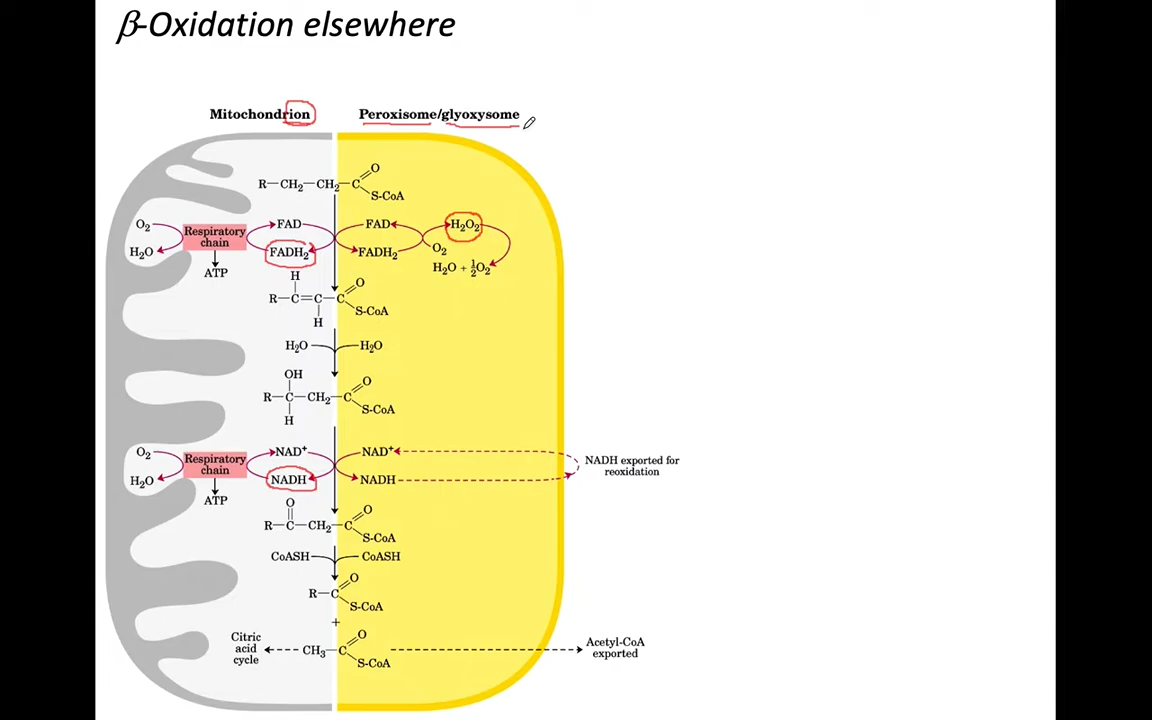 β-Oxidation elsewhere
Mitochondrion Peroxisome/glyoxysome
R—CH₂—CH₂—C
O
S-CoA
O₂
H₂O
Respiratory
chain
ATP
FAD
FADH₂
FAD
FADH₂
H₂O₂
O₂
H₂O + ½O₂
H
R—C=C—C
H
O
S-CoA
H₂O
H₂O
OH
R—C—CH₂—C
H
O
S-CoA
O₂
H₂O
Respiratory
chain
ATP
NAD⁺
NADH
NAD⁺
NADH
NADH exported for
reoxidation
O
R—C—CH₂—C
O
S-CoA
CoASH
CoASH
R—C
O
S-CoA
+
Citric
acid
cycle
CH₃—C
O
S-CoA
Acetyl-CoA
exported